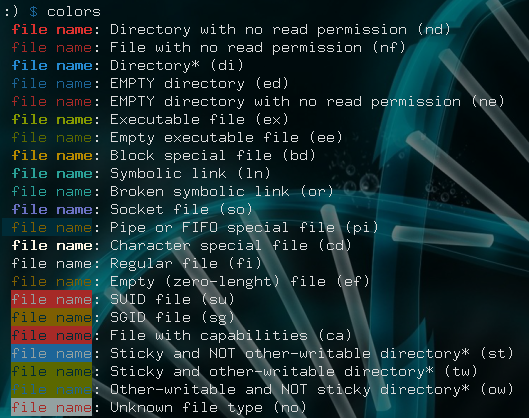 :) $ colors
file name: Directory with no read permission (nd)
file name: File with no read permission (nf)
file name: Directory* (di)
file name: EMPTY directory (ed)
file name: EMPTY directory with no read permission (ne)
file name: Executable file (ex)
file name: Empty executable file (ee)
file name: Block special file (bd)
file name: Symbolic link (ln)
file name: Broken symbolic link (or)
file name: Socket file (so)
file name: Pipe or FIFO special file (pi)
file name: Character special file (cd)
file name: Regular file (fi)
file name: Empty (zero-lenght) file (ef)
file name: SUID file (su)
file name: SGID file (sg)
file name: File with capabilities (ca)
file name: Sticky and NOT other-writable directory* (st)
file name: Sticky and other-writable directory* (tw)
file name: Other-writable and NOT sticky directory* (ow)
file name: Unknown file type (no)